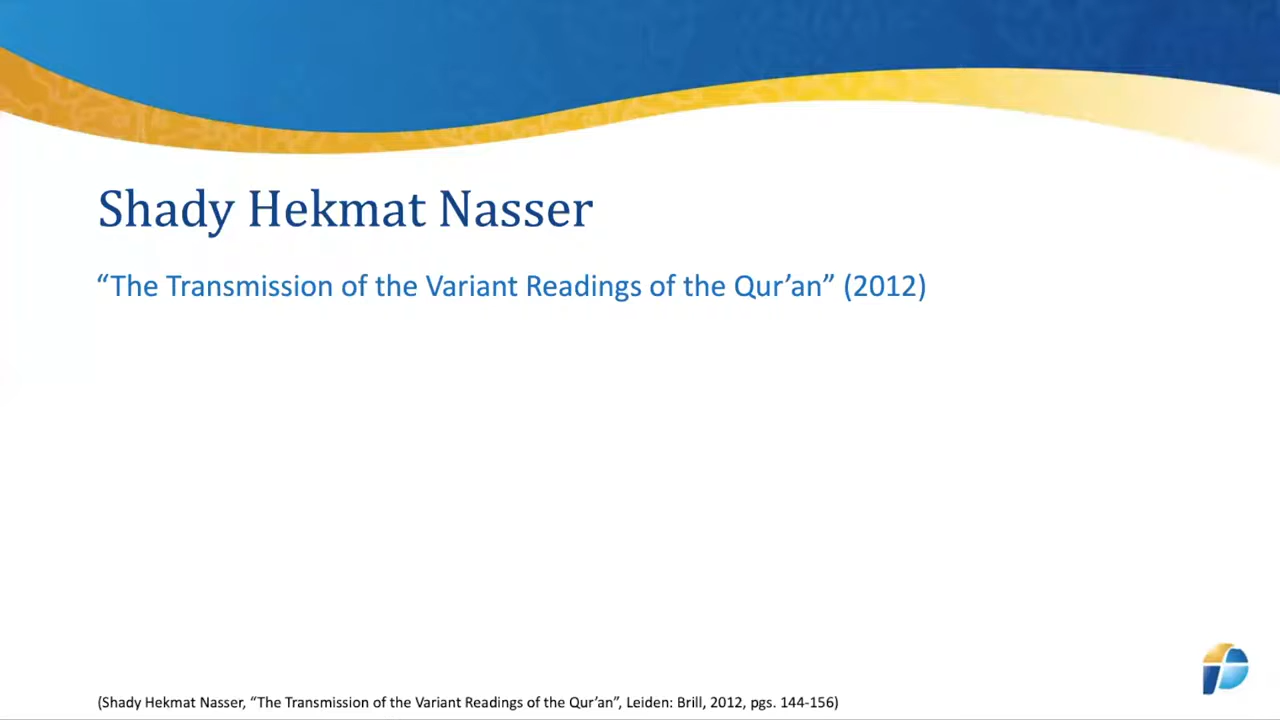 Shady Hekmat Nasser
“The Transmission of the Variant Readings of the Qur’an” (2012)
(Shady Hekmat Nasser, “The Transmission of the Variant Readings of the Qur’an”, Leiden: Brill, 2012, pgs. 144-156)